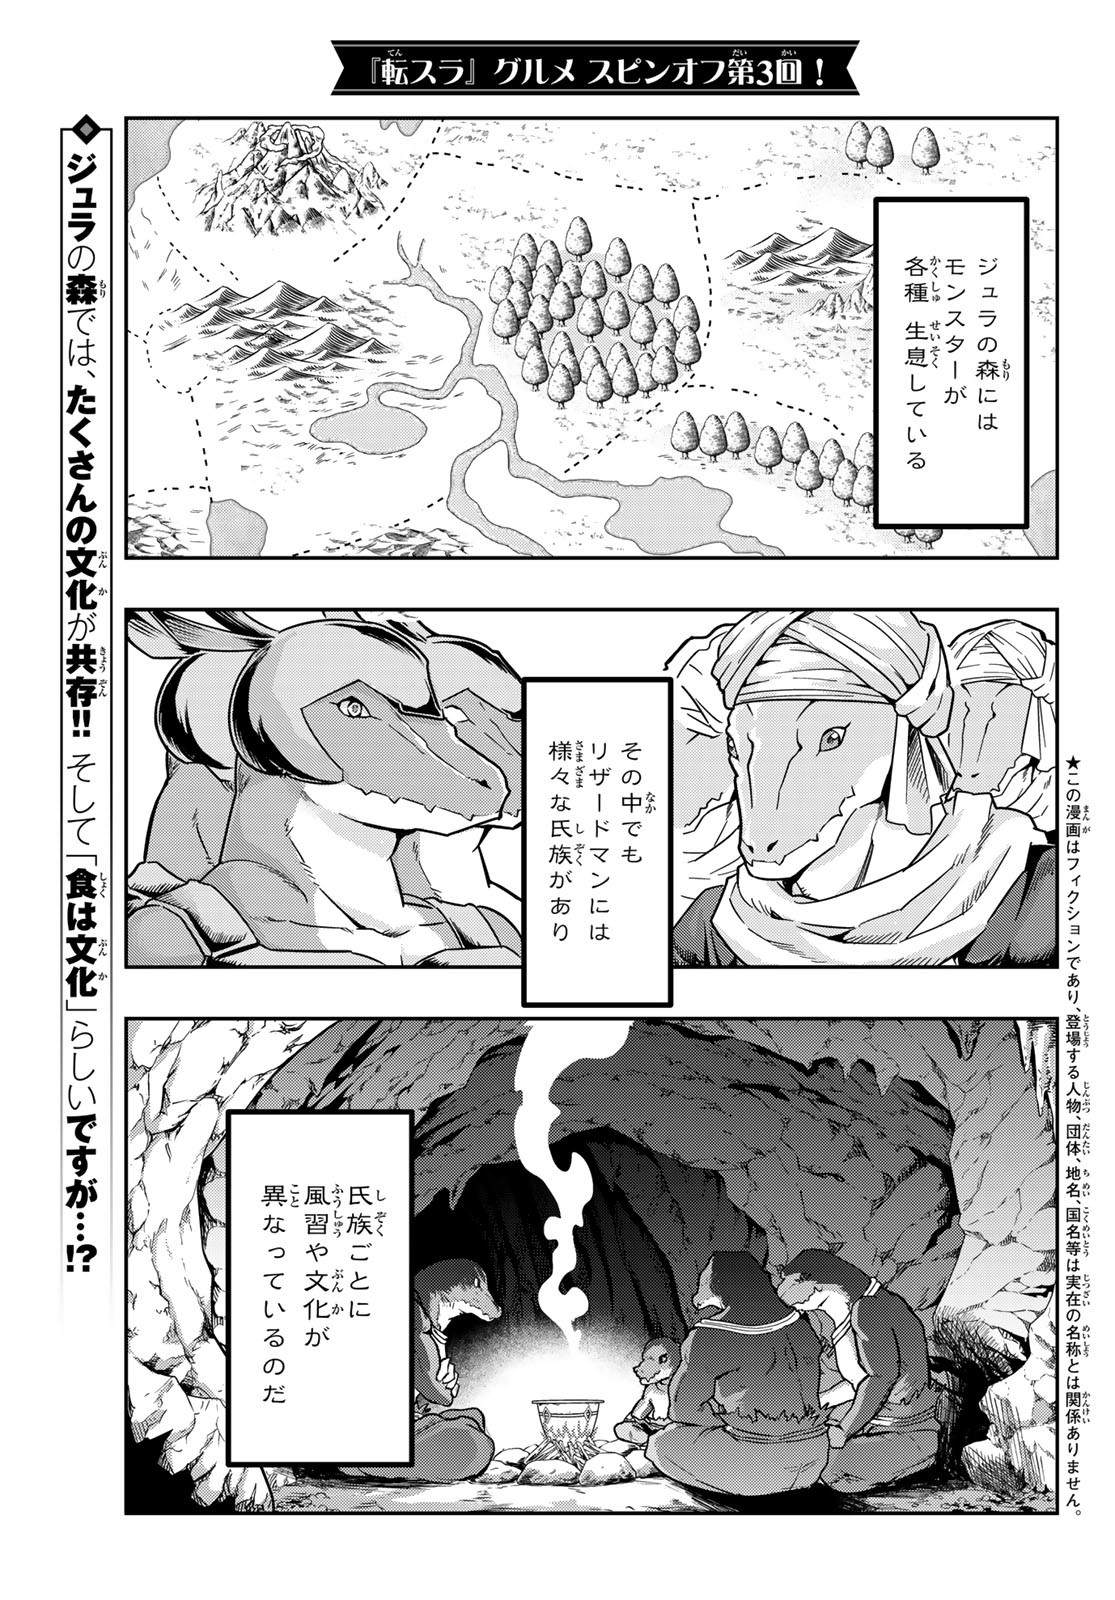 『転スラ』グルメ スピンオフ第3回！
ジュラの森には
モンスターが
各種 生息している
その中でも
リザードマンには
様々な氏族があり
氏族ごとに
風習や文化が
異なっているのだ
ジュラの森では、たくさんの文化が共存!! そして「食は文化」らしいですが…!?
★この漫画はフィクションであり、登場する人物、団体、地名、国名等は実在の名称とは関係ありません。